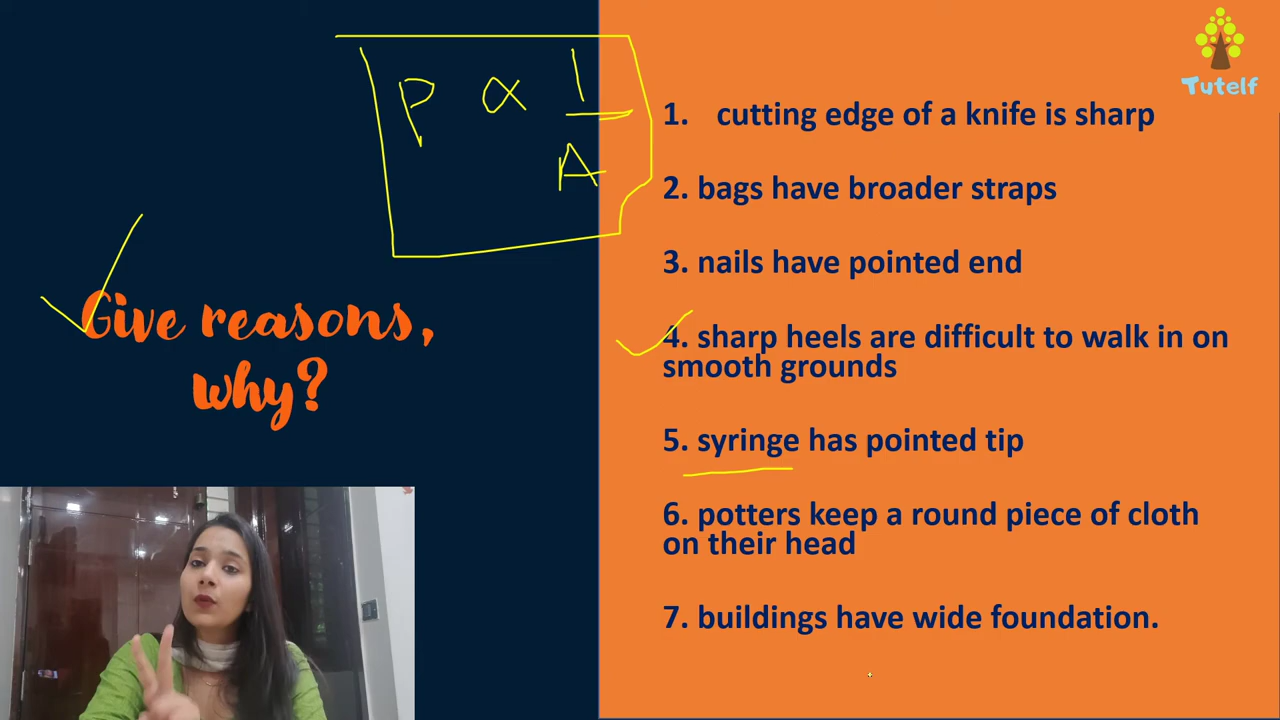 P ∝ 1
A
Give reasons,
why?
Tutelf
1. cutting edge of a knife is sharp
2. bags have broader straps
3. nails have pointed end
4. sharp heels are difficult to walk in on
smooth grounds
5. syringe has pointed tip
6. potters keep a round piece of cloth
on their head
7. buildings have wide foundation.